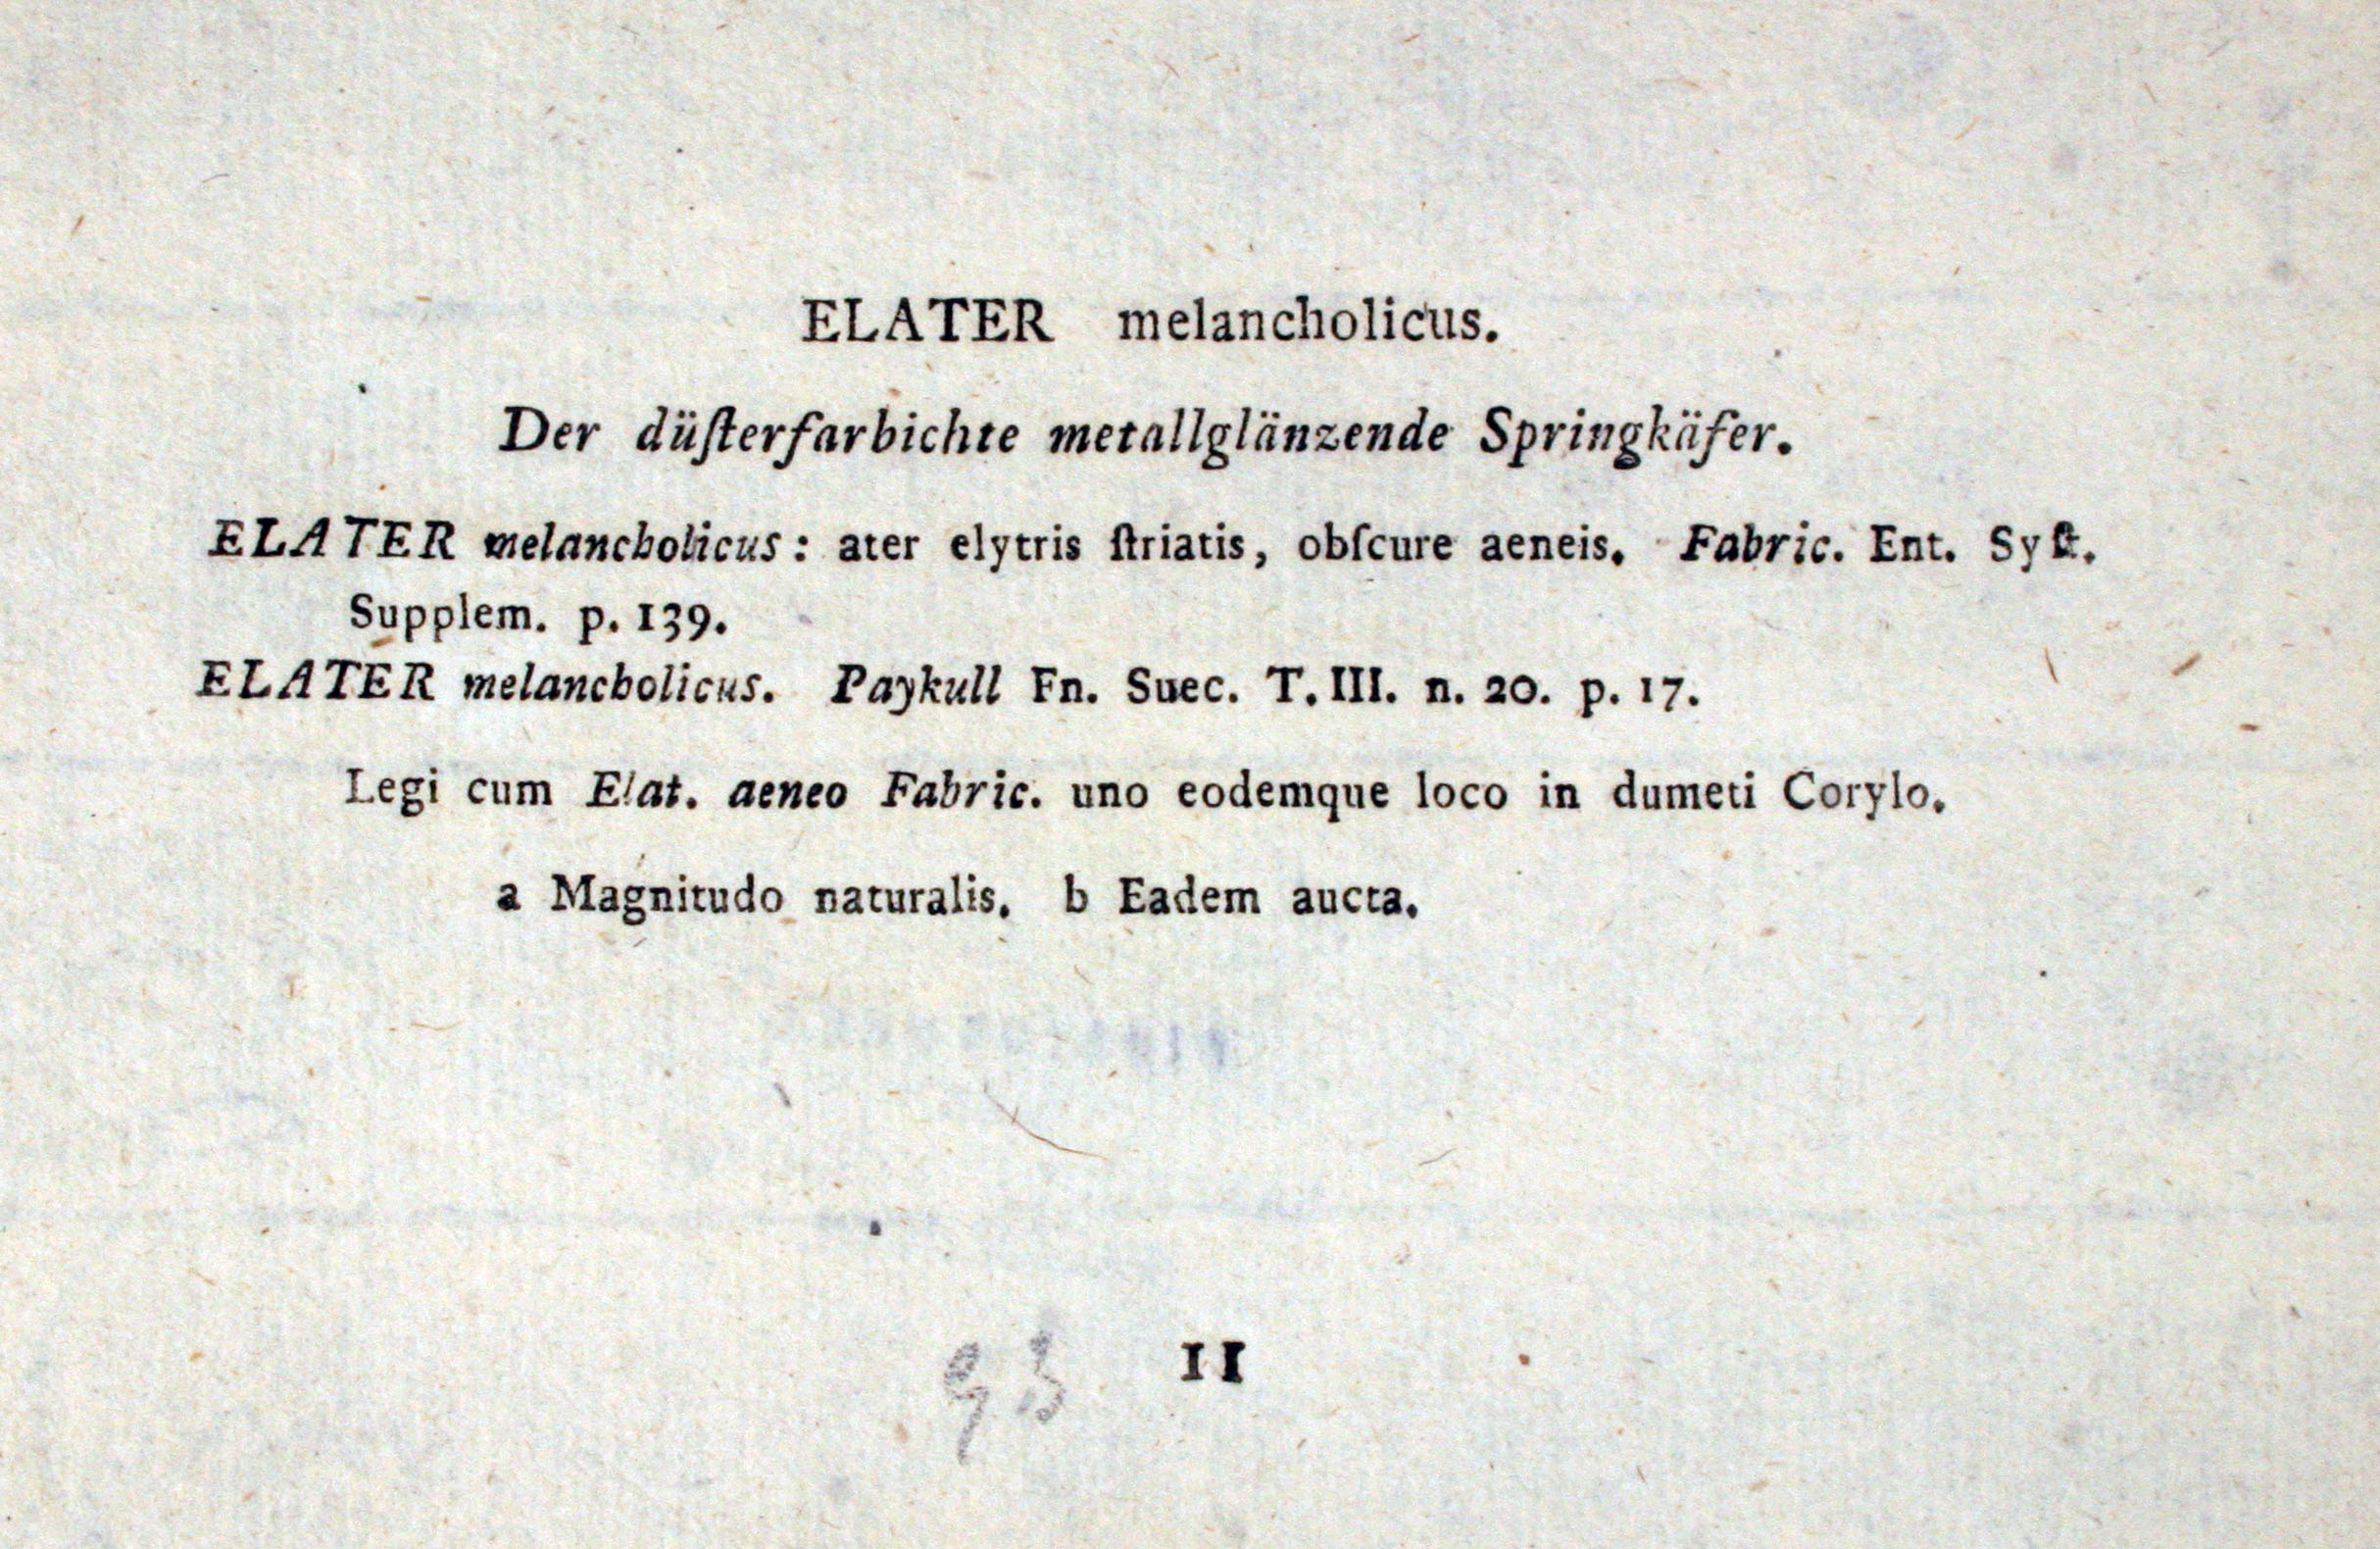 ELATER melancholicus.
Der düſterfarbichte metallglänzende Springkäfer.
ELATER melancholicus: ater elytris ſtriatis, obſcure aeneis. Fabric. Ent. Syſt.
Supplem. p. 139.
ELATER melancholicus. Paykull Fn. Suec. T. III. n. 20. p. 17.
Legi cum Elat. aeneo Fabric. uno eodemque loco in dumeti Corylo.
a Magnitudo naturalis. b Eadem aucta.
11